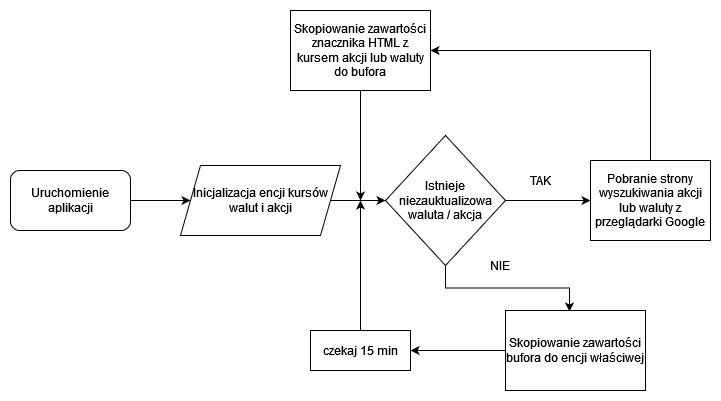 Skopiowanie zawartości
znacznika HTML z
kursem akcji lub waluty
do bufora
Uruchomienie
aplikacji
Inicjalizacja encji kursów
walut i akcji
Istnieje
niezauktualizowa
waluta / akcja
TAK
Pobranie strony
wyszukiwania akcji
lub waluty z
przeglądarki Google
NIE
Skopiowanie zawartości
bufora do encji właściwej
czekaj 15 min